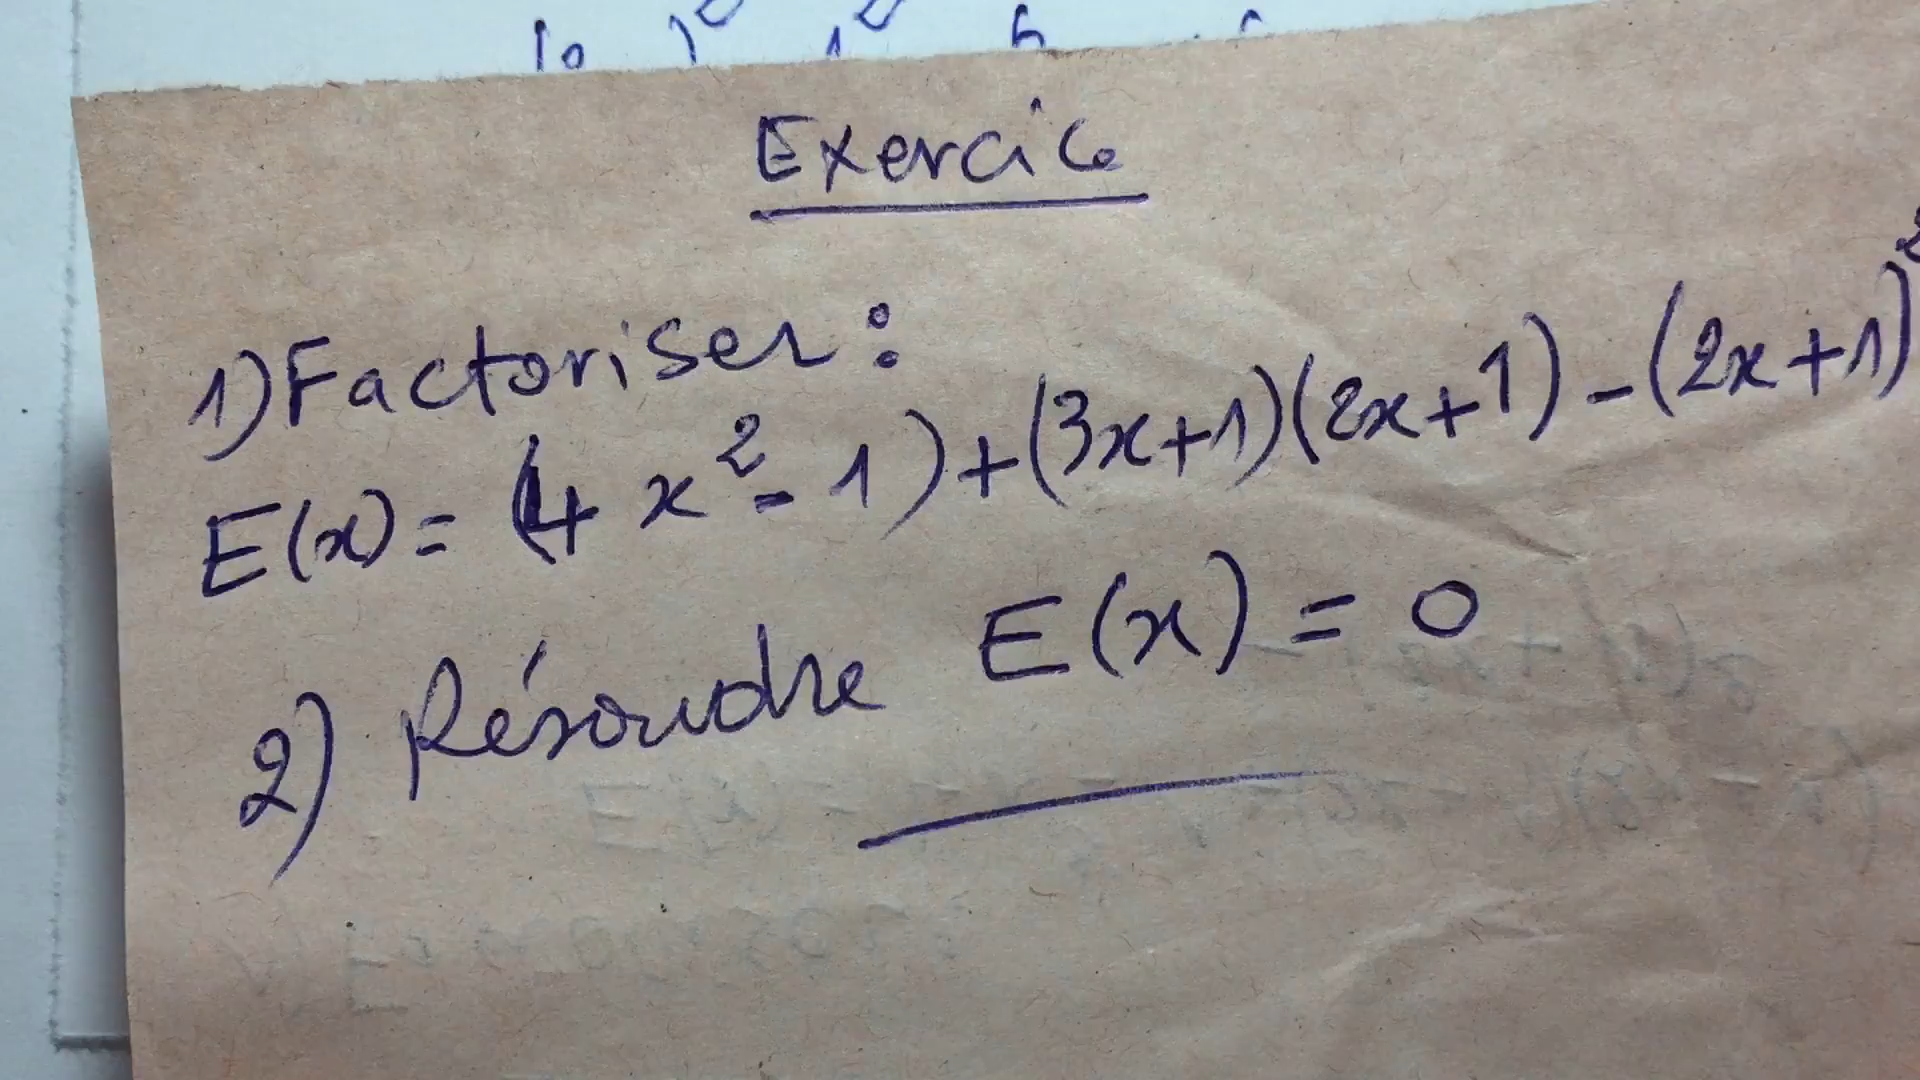 Exercice
1) Factoriser :
E(x) = (4x² - 1) + (3x+1)(2x+1) - (2x+1)²
2) Résoudre E(x) = 0